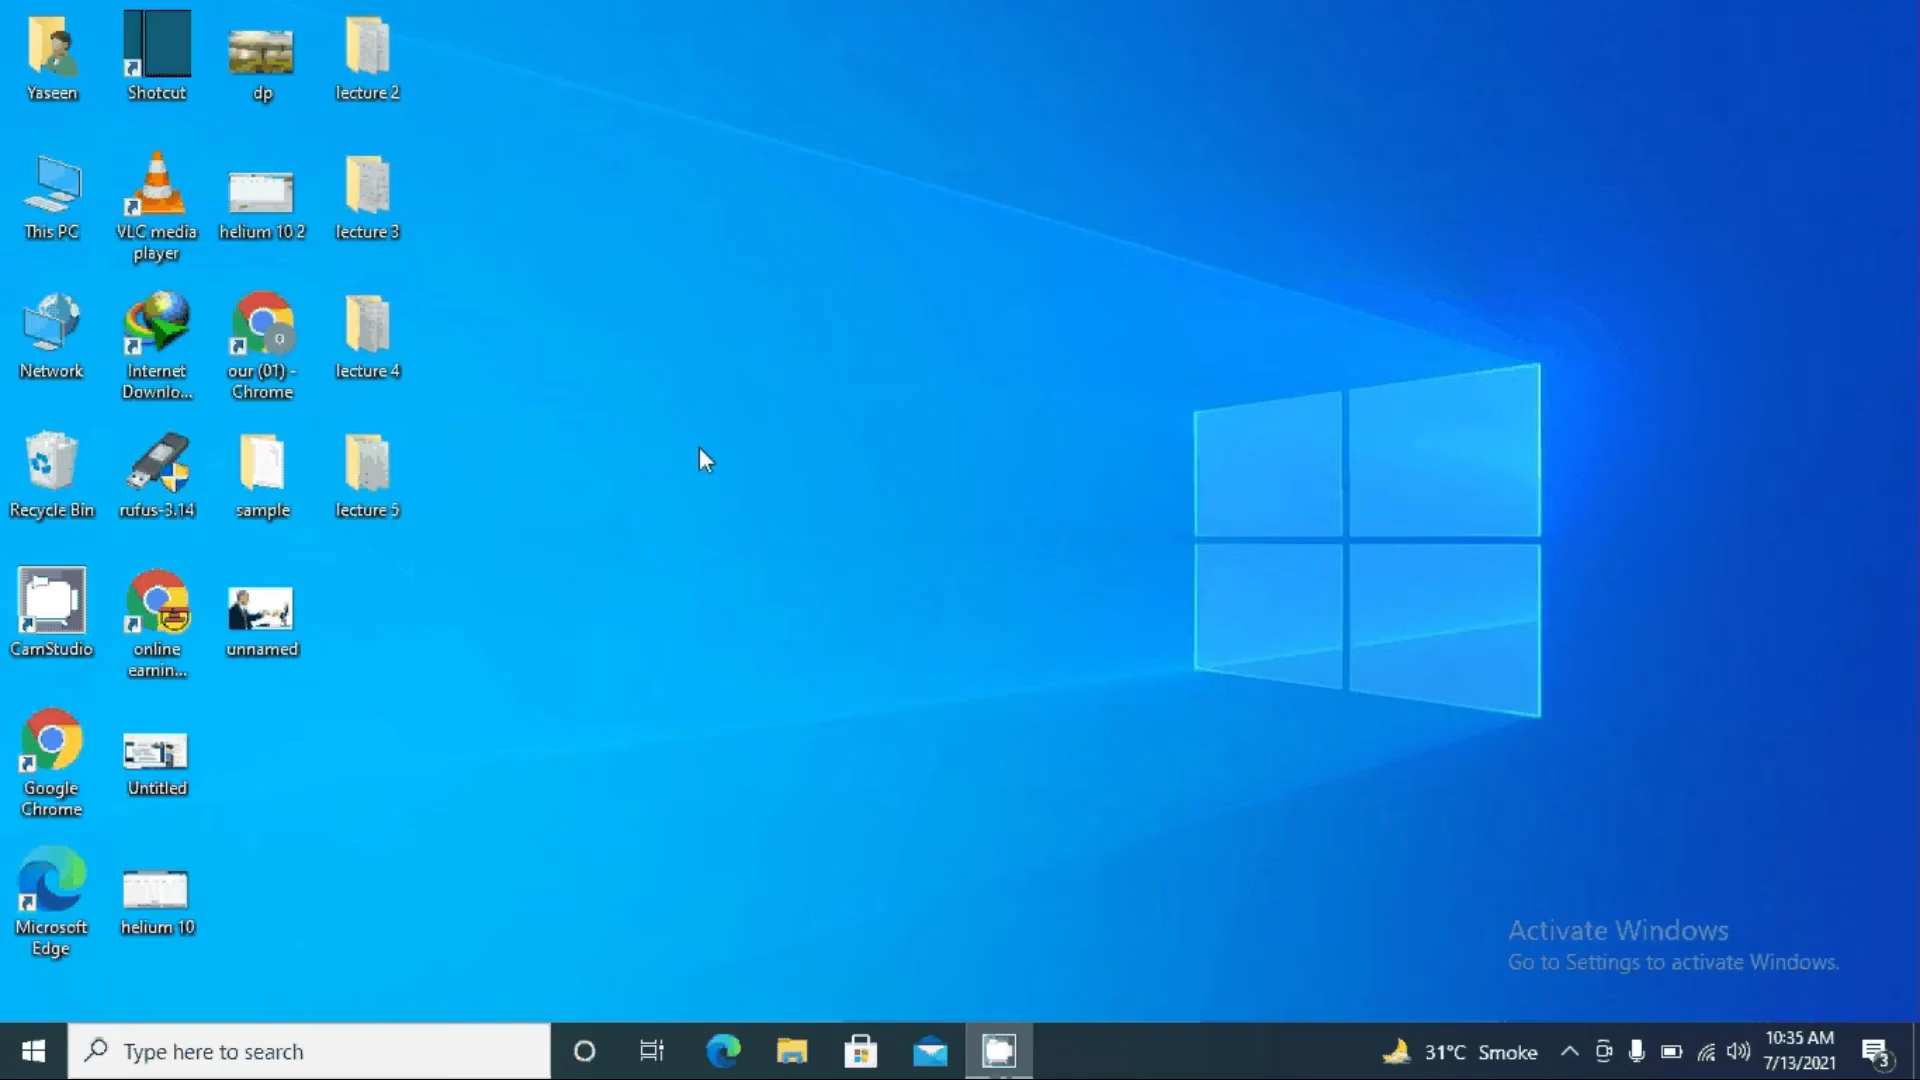 Yaseen
Shotcut
dp
lecture 2
This PC
VLC media
player
helium 10 2
lecture 3
Network
Internet
Downlo...
our (01) -
Chrome
lecture 4
Recycle Bin
rufus-3.14
sample
lecture 5
CamStudio
online
earnin...
unnamed
Google
Chrome
Untitled
Microsoft
Edge
helium 10
Activate Windows
Go to Settings to activate Windows.
Type here to search
31°C Smoke
10:35 AM
7/13/2021
3